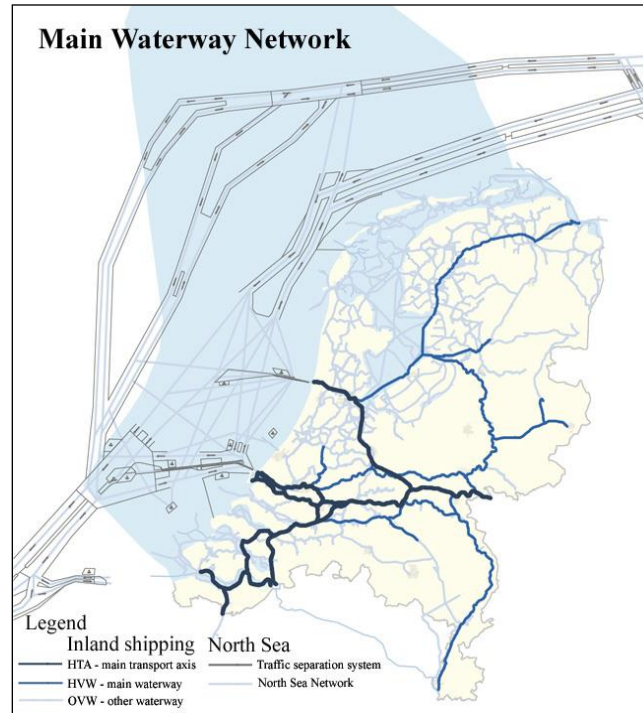 Main Waterway Network
Legend
Inland shipping
HTA - main transport axis
HVW - main waterway
OVW - other waterway
North Sea
Traffic separation system
North Sea Network